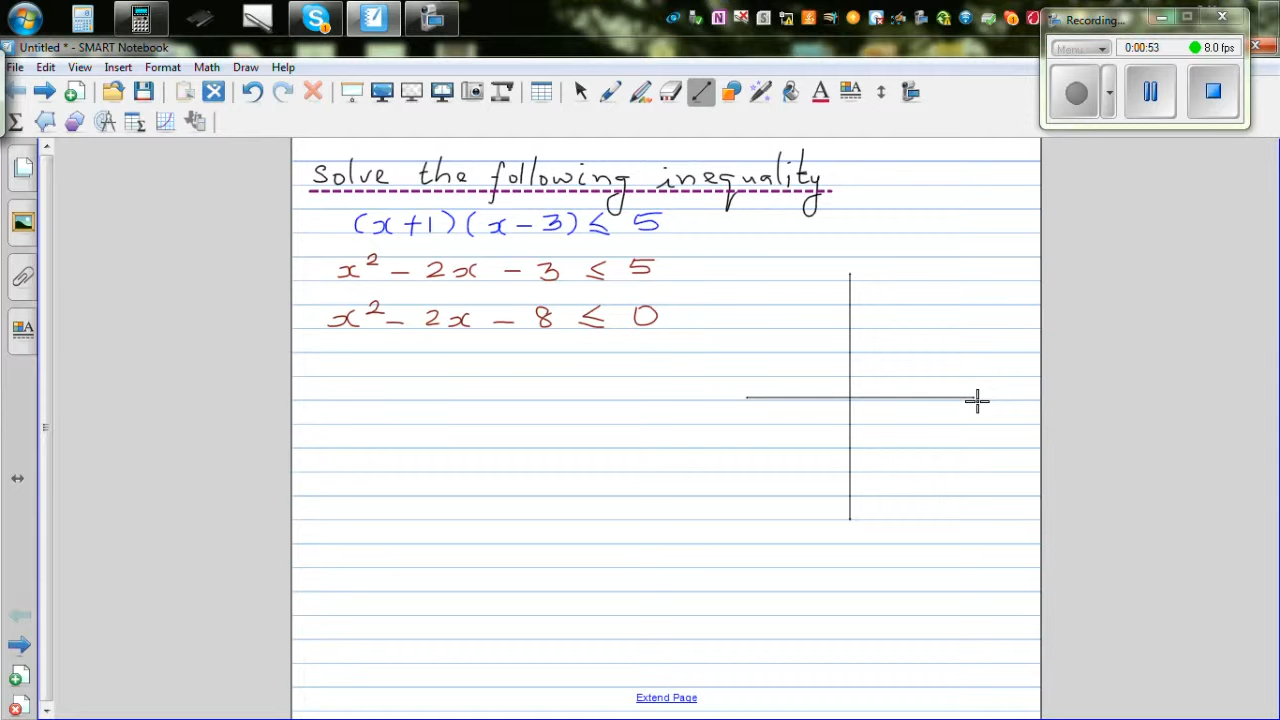 Recording...
Untitled * - SMART Notebook
Menu
0:00:53
8.0 fps
File Edit View Insert Format Math Draw Help
Solve the following inequality
(x+1)(x-3) ≤ 5
x² - 2x - 3 ≤ 5
x² - 2x - 8 ≤ 0
Extend Page